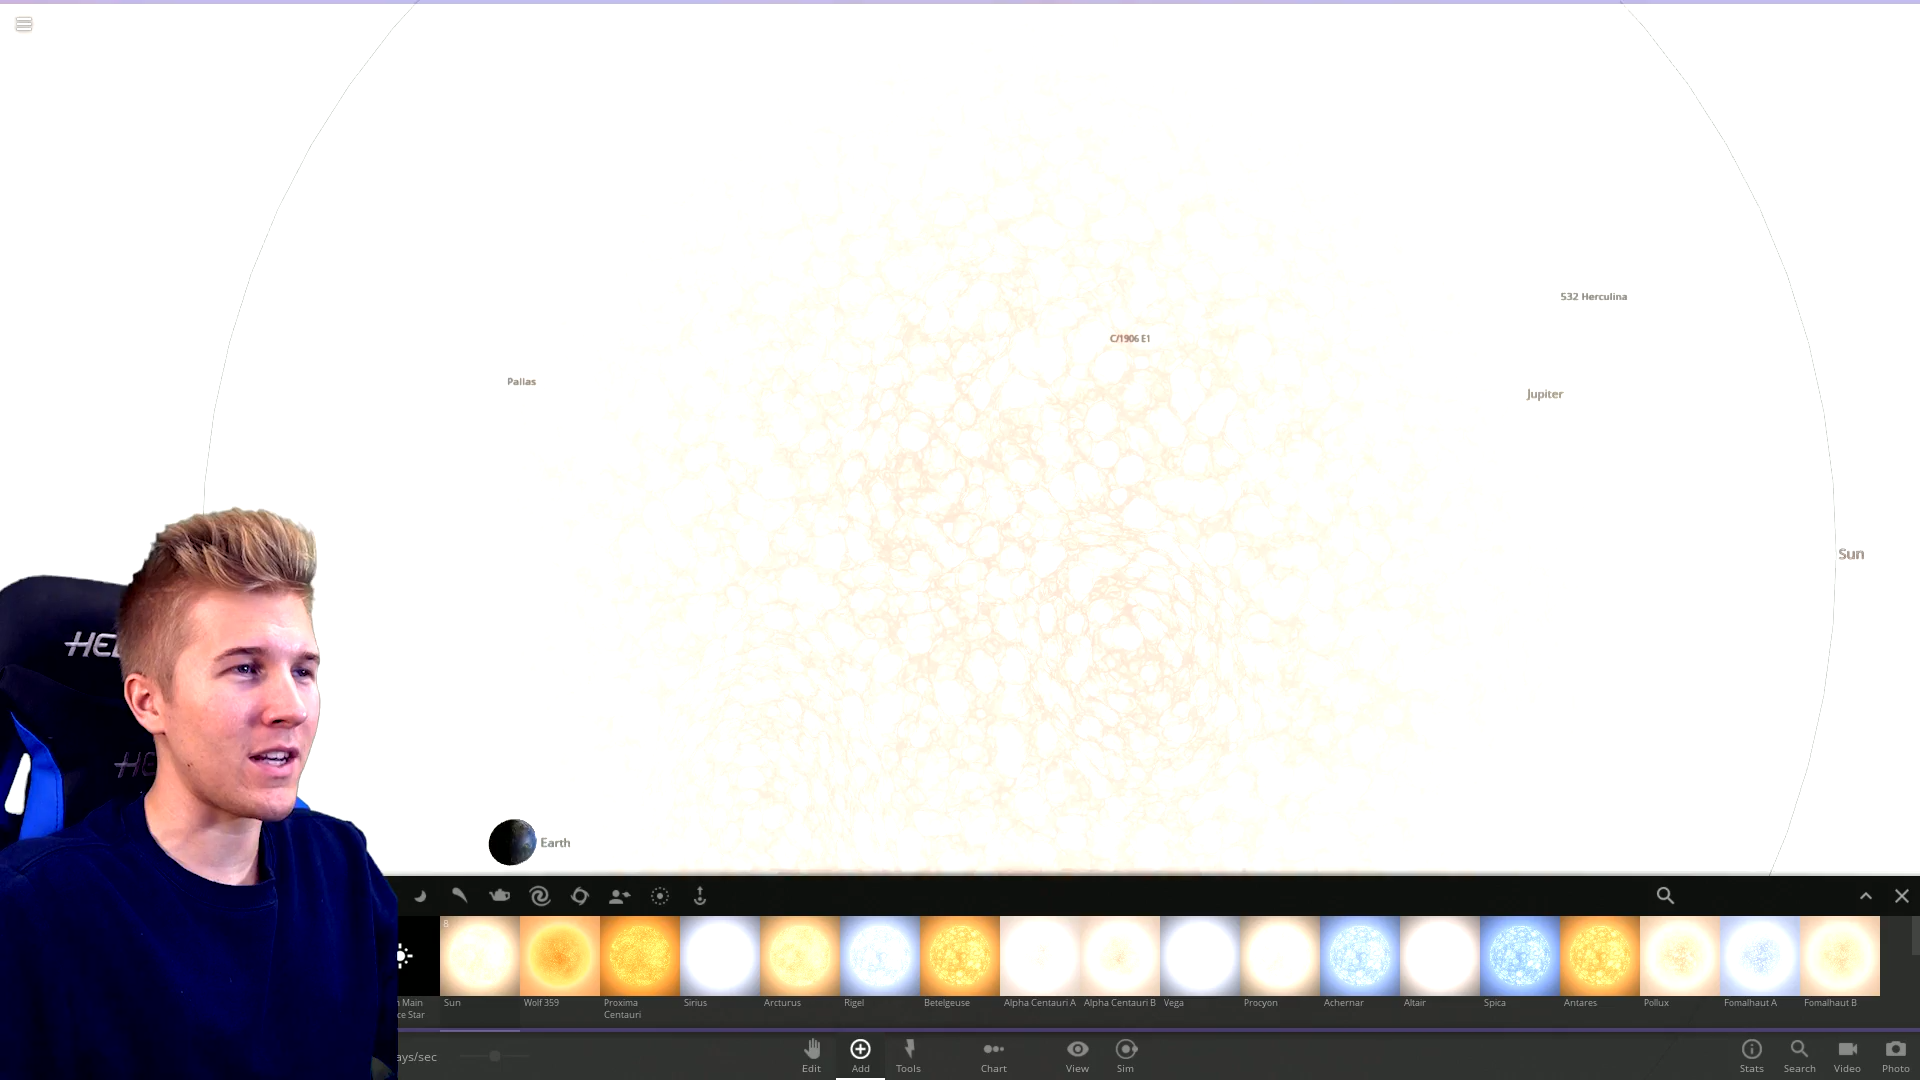 532 Herculina
C/1906 E1
Pallas
Jupiter
Sun
Earth
8
Main
ce Star
Sun
Wolf 359
Proxima
Centauri
Sirius
Arcturus
Rigel
Betelgeuse
Alpha Centauri A
Alpha Centauri B
Vega
Procyon
Achernar
Altair
Spica
Antares
Pollux
Fomalhaut A
Fomalhaut B
ays/sec
Edit
Add
Tools
Chart
View
Sim
Stats
Search
Video
Photo